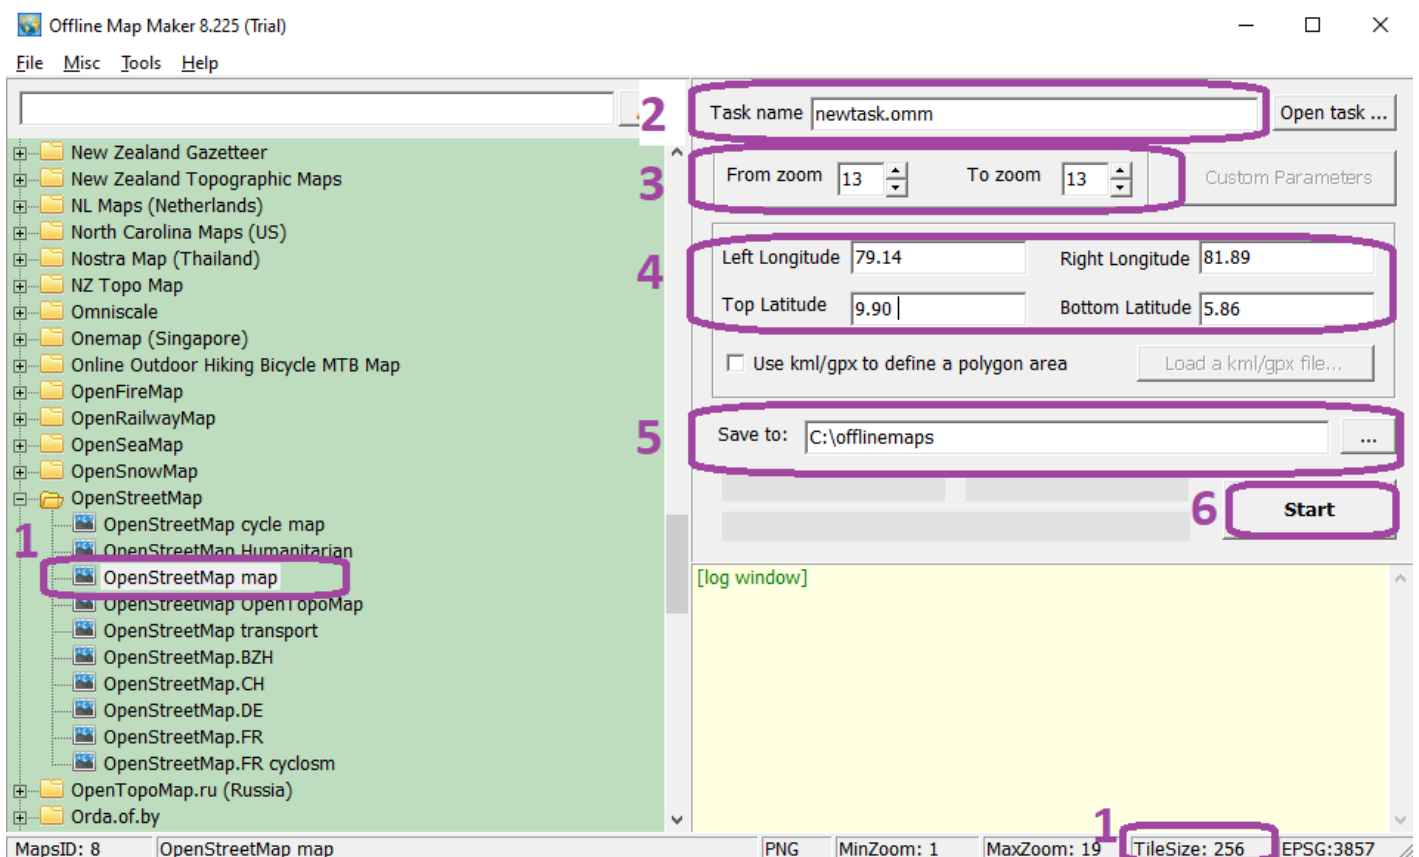 Offline Map Maker 8.225 (Trial)
File Misc Tools Help
2
Task name newtask.omm Open task ...
3
From zoom 13 To zoom 13 Custom Parameters
4
Left Longitude 79.14 Right Longitude 81.89
Top Latitude 9.90 Bottom Latitude 5.86
Use kml/gpx to define a polygon area Load a kml/gpx file...
5
Save to: C:\offlinemaps ...
6
Start
[log window]
New Zealand Gazetteer
New Zealand Topographic Maps
NL Maps (Netherlands)
North Carolina Maps (US)
Nostra Map (Thailand)
NZ Topo Map
Omniscale
Onemap (Singapore)
Online Outdoor Hiking Bicycle MTB Map
OpenFireMap
OpenRailwayMap
OpenSeaMap
OpenSnowMap
OpenStreetMap
OpenStreetMap cycle map
1
OpenStreetMap Humanitarian
OpenStreetMap map
OpenStreetMap OpenTopoMap
OpenStreetMap transport
OpenStreetMap.BZH
OpenStreetMap.CH
OpenStreetMap.DE
OpenStreetMap.FR
OpenStreetMap.FR cyclosm
OpenTopoMap.ru (Russia)
Orda.of.by
1
MapsID: 8 OpenStreetMap map PNG MinZoom: 1 MaxZoom: 19 TileSize: 256 EPSG:3857